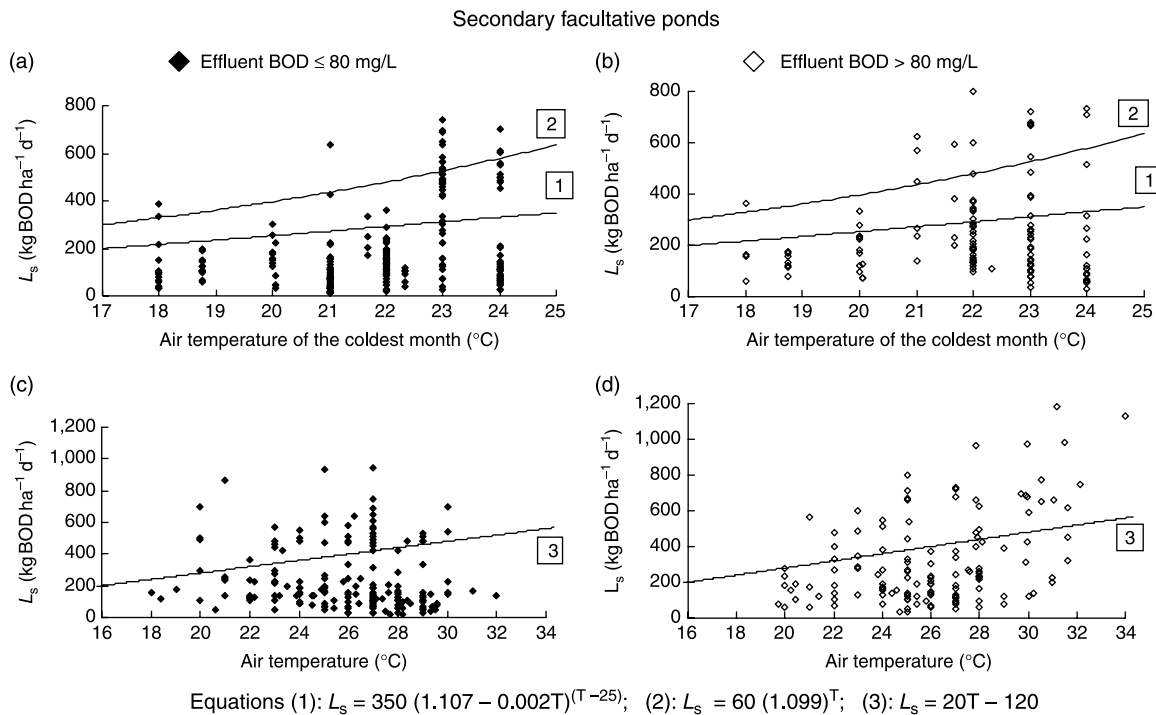 Secondary facultative ponds
(a)
◆ Effluent BOD ≤ 80 mg/L
Lₛ (kg BOD ha⁻¹ d⁻¹)
800
600
400
200
0
2
1
17 18 19 20 21 22 23 24 25
Air temperature of the coldest month (°C)
(b)
◇ Effluent BOD > 80 mg/L
Lₛ (kg BOD ha⁻¹ d⁻¹)
800
600
400
200
0
2
1
17 18 19 20 21 22 23 24 25
Air temperature of the coldest month (°C)
(c)
Lₛ (kg BOD ha⁻¹ d⁻¹)
1,200
1,000
800
600
400
200
0
3
16 18 20 22 24 26 28 30 32 34
Air temperature (°C)
(d)
Lₛ (kg BOD ha⁻¹ d⁻¹)
1,200
1,000
800
600
400
200
0
3
16 18 20 22 24 26 28 30 32 34
Air temperature (°C)
Equations (1): Lₛ = 350 (1.107 – 0.002T)⁽ᵀ ⁻²⁵⁾; (2): Lₛ = 60 (1.099)ᵀ; (3): Lₛ = 20T – 120